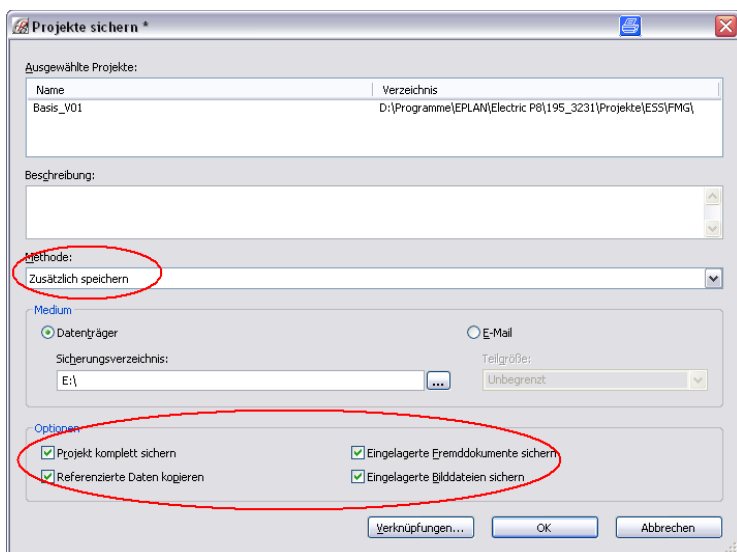 Projekte sichern *
Ausgewählte Projekte:
Name Verzeichnis
Basis_V01 D:\Programme\EPLAN\Electric P8\195_3231\Projekte\ESS\FMG\
Beschreibung:
Methode:
Zusätzlich speichern
Medium
Datenträger E-Mail
Sicherungsverzeichnis: Teilgröße:
E:\ ... Unbegrenzt
Optionen
Projekt komplett sichern Eingelagerte Fremddokumente sichern
Referenzierte Daten kopieren Eingelagerte Bilddateien sichern
Verknüpfungen... OK Abbrechen